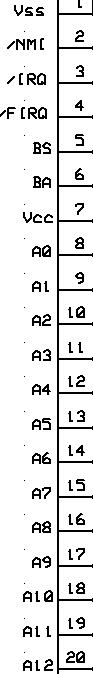 Vss 1
/NMI 2
/IRQ 3
/FIRQ 4
BS 5
BA 6
Vcc 7
A0 8
A1 9
A2 10
A3 11
A4 12
A5 13
A6 14
A7 15
A8 16
A9 17
A10 18
A11 19
A12 20